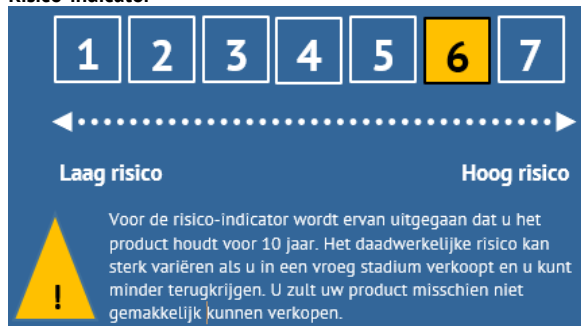 Risico-indicator
1 2 3 4 5 6 7
Laag risico Hoog risico
Voor de risico-indicator wordt ervan uitgegaan dat u het
product houdt voor 10 jaar. Het daadwerkelijke risico kan
sterk variëren als u in een vroeg stadium verkoopt en u kunt
! minder terugkrijgen. U zult uw product misschien niet
gemakkelijk kunnen verkopen.